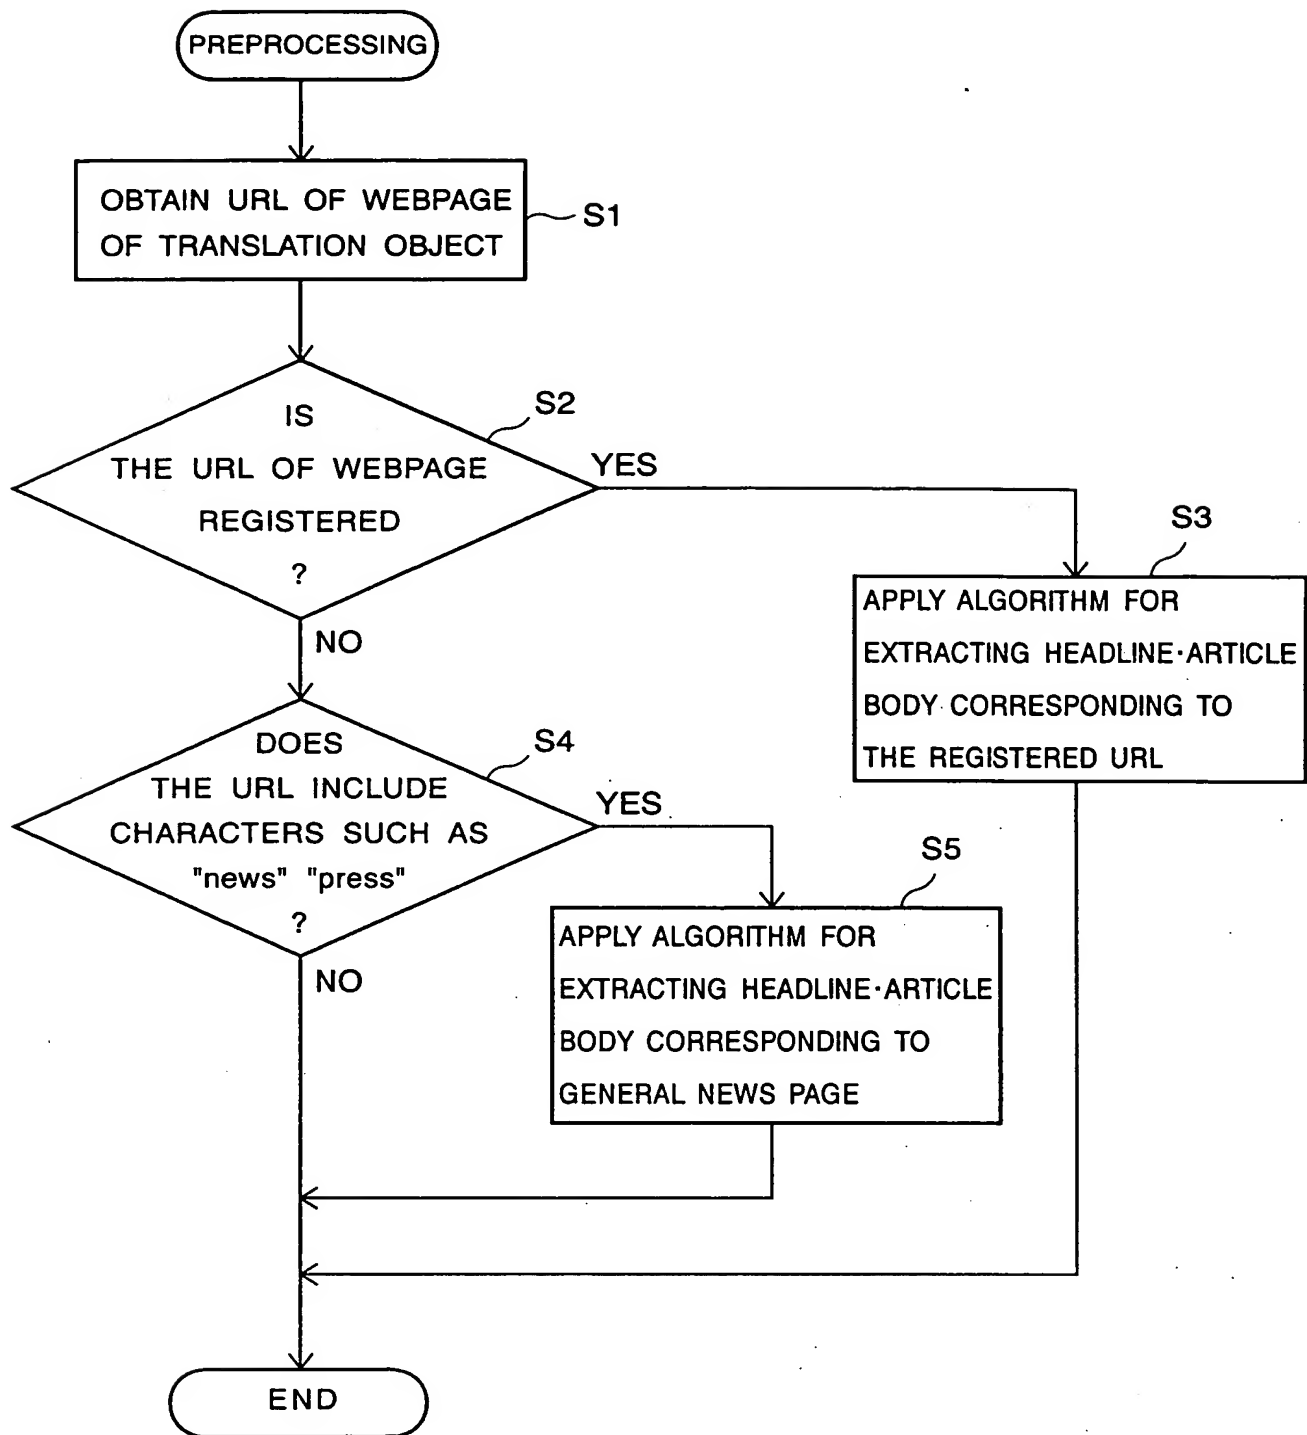 PREPROCESSING
OBTAIN URL OF WEBPAGE
OF TRANSLATION OBJECT
S1
IS
THE URL OF WEBPAGE
REGISTERED
?
S2
YES
NO
S3
APPLY ALGORITHM FOR
EXTRACTING HEADLINE·ARTICLE
BODY CORRESPONDING TO
THE REGISTERED URL
DOES
THE URL INCLUDE
CHARACTERS SUCH AS
"news" "press"
?
S4
YES
NO
S5
APPLY ALGORITHM FOR
EXTRACTING HEADLINE·ARTICLE
BODY CORRESPONDING TO
GENERAL NEWS PAGE
END